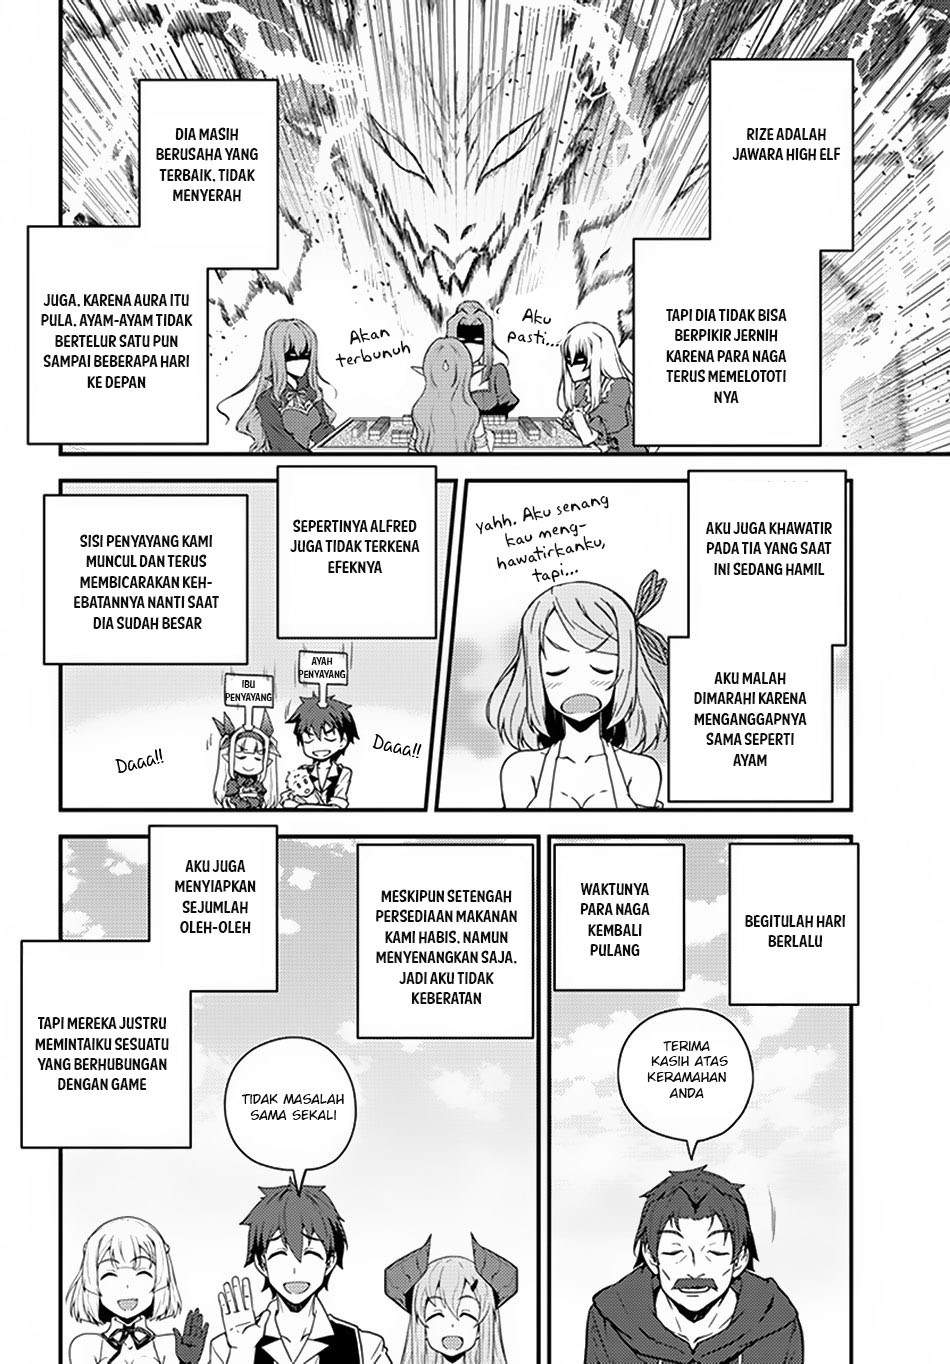 RIZE ADALAH
JAWARA HIGH ELF
TAPI DIA TIDAK BISA
BERPIKIR JERNIH
KARENA PARA NAGA
TERUS MEMELOTOTI
NYA
Aku
pasti...
Akan
terbunuh
DIA MASIH
BERUSAHA YANG
TERBAIK, TIDAK
MENYERAH
JUGA, KARENA AURA ITU
PULA, AYAM-AYAM TIDAK
BERTELUR SATU PUN
SAMPAI BEBERAPA HARI
KE DEPAN
AKU JUGA KHAWATIR
PADA TIA YANG SAAT
INI SEDANG HAMIL
Yahh, Aku senang
kau meng-
hawatirkanku,
tapi...
AKU MALAH
DIMARAHI KARENA
MENGANGGAPNYA
SAMA SEPERTI
AYAM
SEPERTINYA ALFRED
JUGA TIDAK TERKENA
EFEKNYA
SISI PENYAYANG KAMI
MUNCUL DAN TERUS
MEMBICARAKAN KEH-
EBATANNYA NANTI SAAT
DIA SUDAH BESAR
AYAH
PENYAYANG
IBU
PENYAYANG
Daaa!!
Daaa!!
BEGITULAH HARI
BERLALU
WAKTUNYA
PARA NAGA
KEMBALI
PULANG
TERIMA
KASIH ATAS
KERAMAHAN
ANDA
MESKIPUN SETENGAH
PERSEDIAAN MAKANAN
KAMI HABIS, NAMUN
MENYENANGKAN SAJA,
JADI AKU TIDAK
KEBERATAN
TIDAK MASALAH
SAMA SEKALI
AKU JUGA
MENYIAPKAN
SEJUMLAH
OLEH-OLEH
TAPI MEREKA JUSTRU
MEMINTAIKU SESUATU
YANG BERHUBUNGAN
DENGAN GAME